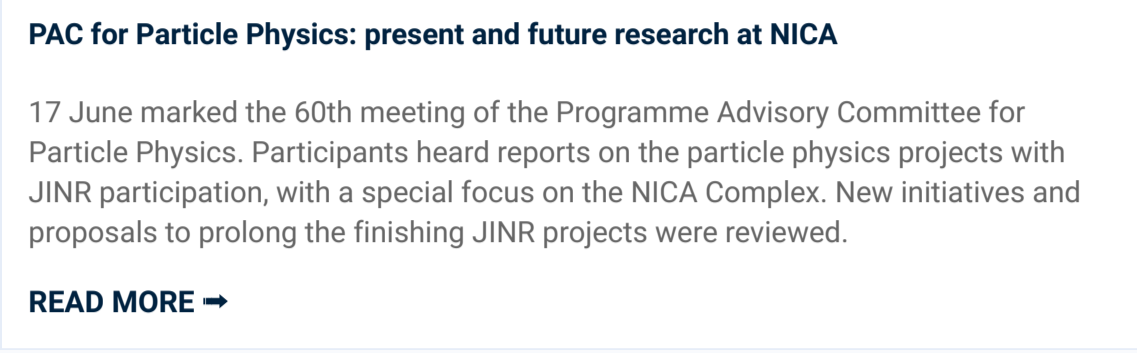 PAC for Particle Physics: present and future research at NICA
17 June marked the 60th meeting of the Programme Advisory Committee for
Particle Physics. Participants heard reports on the particle physics projects with
JINR participation, with a special focus on the NICA Complex. New initiatives and
proposals to prolong the finishing JINR projects were reviewed.
READ MORE ➡